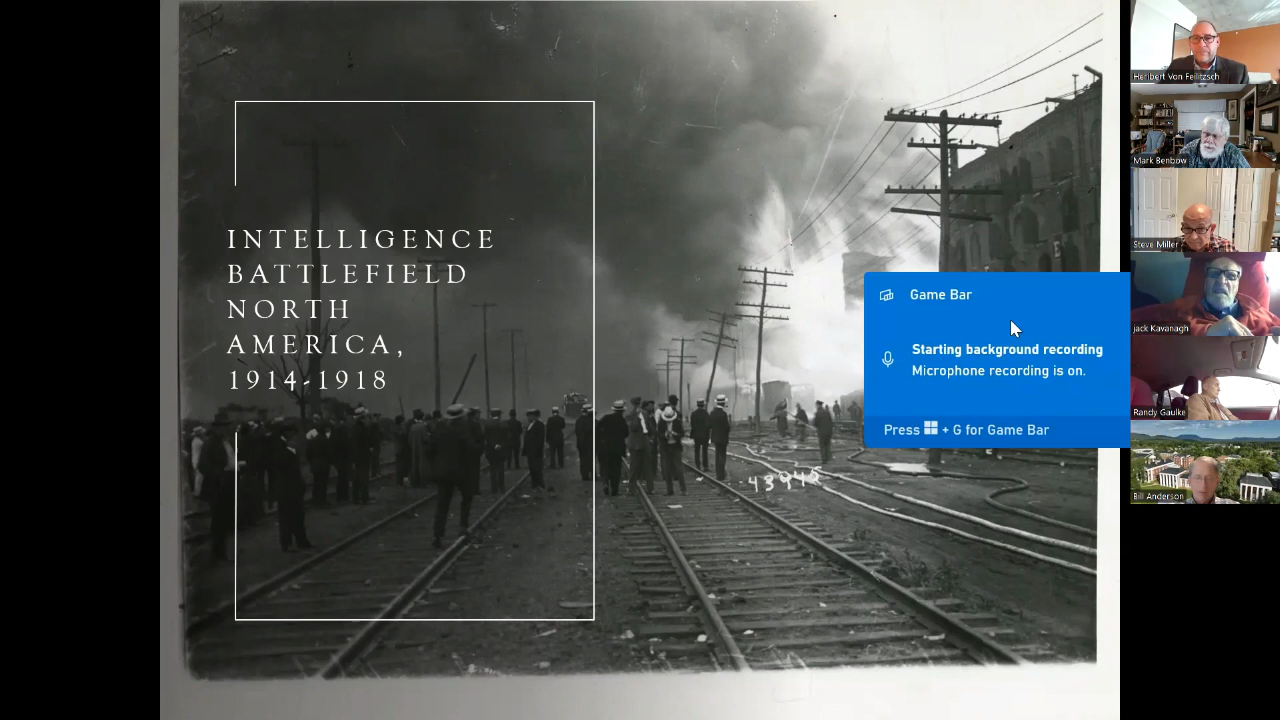 INTELLIGENCE
BATTLEFIELD
NORTH
AMERICA,
1914-1918
43946
Game Bar
Starting background recording
Microphone recording is on.
Press + G for Game Bar
Heribert Von Feilitzsch
Mark Benbow
Steve Miller
jack Kavanagh
Randy Gaulke
Bill Anderson